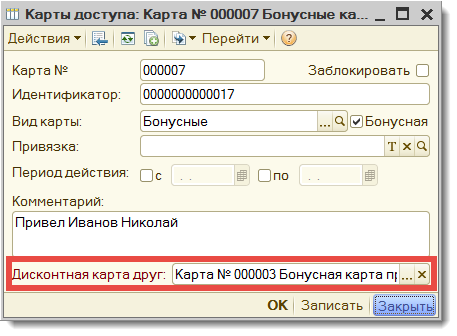 Карты доступа: Карта № 000007 Бонусные ка...
Действия Перейти
Карта № 000007 Заблокировать
Идентификатор: 0000000000017
Вид карты: Бонусные ... Бонусная
Привязка: T
Период действия: с . . по . .
Комментарий:
Привел Иванов Николай
Дисконтная карта друг: Карта № 000003 Бонусная карта пр ...
OK Записать Закрыть